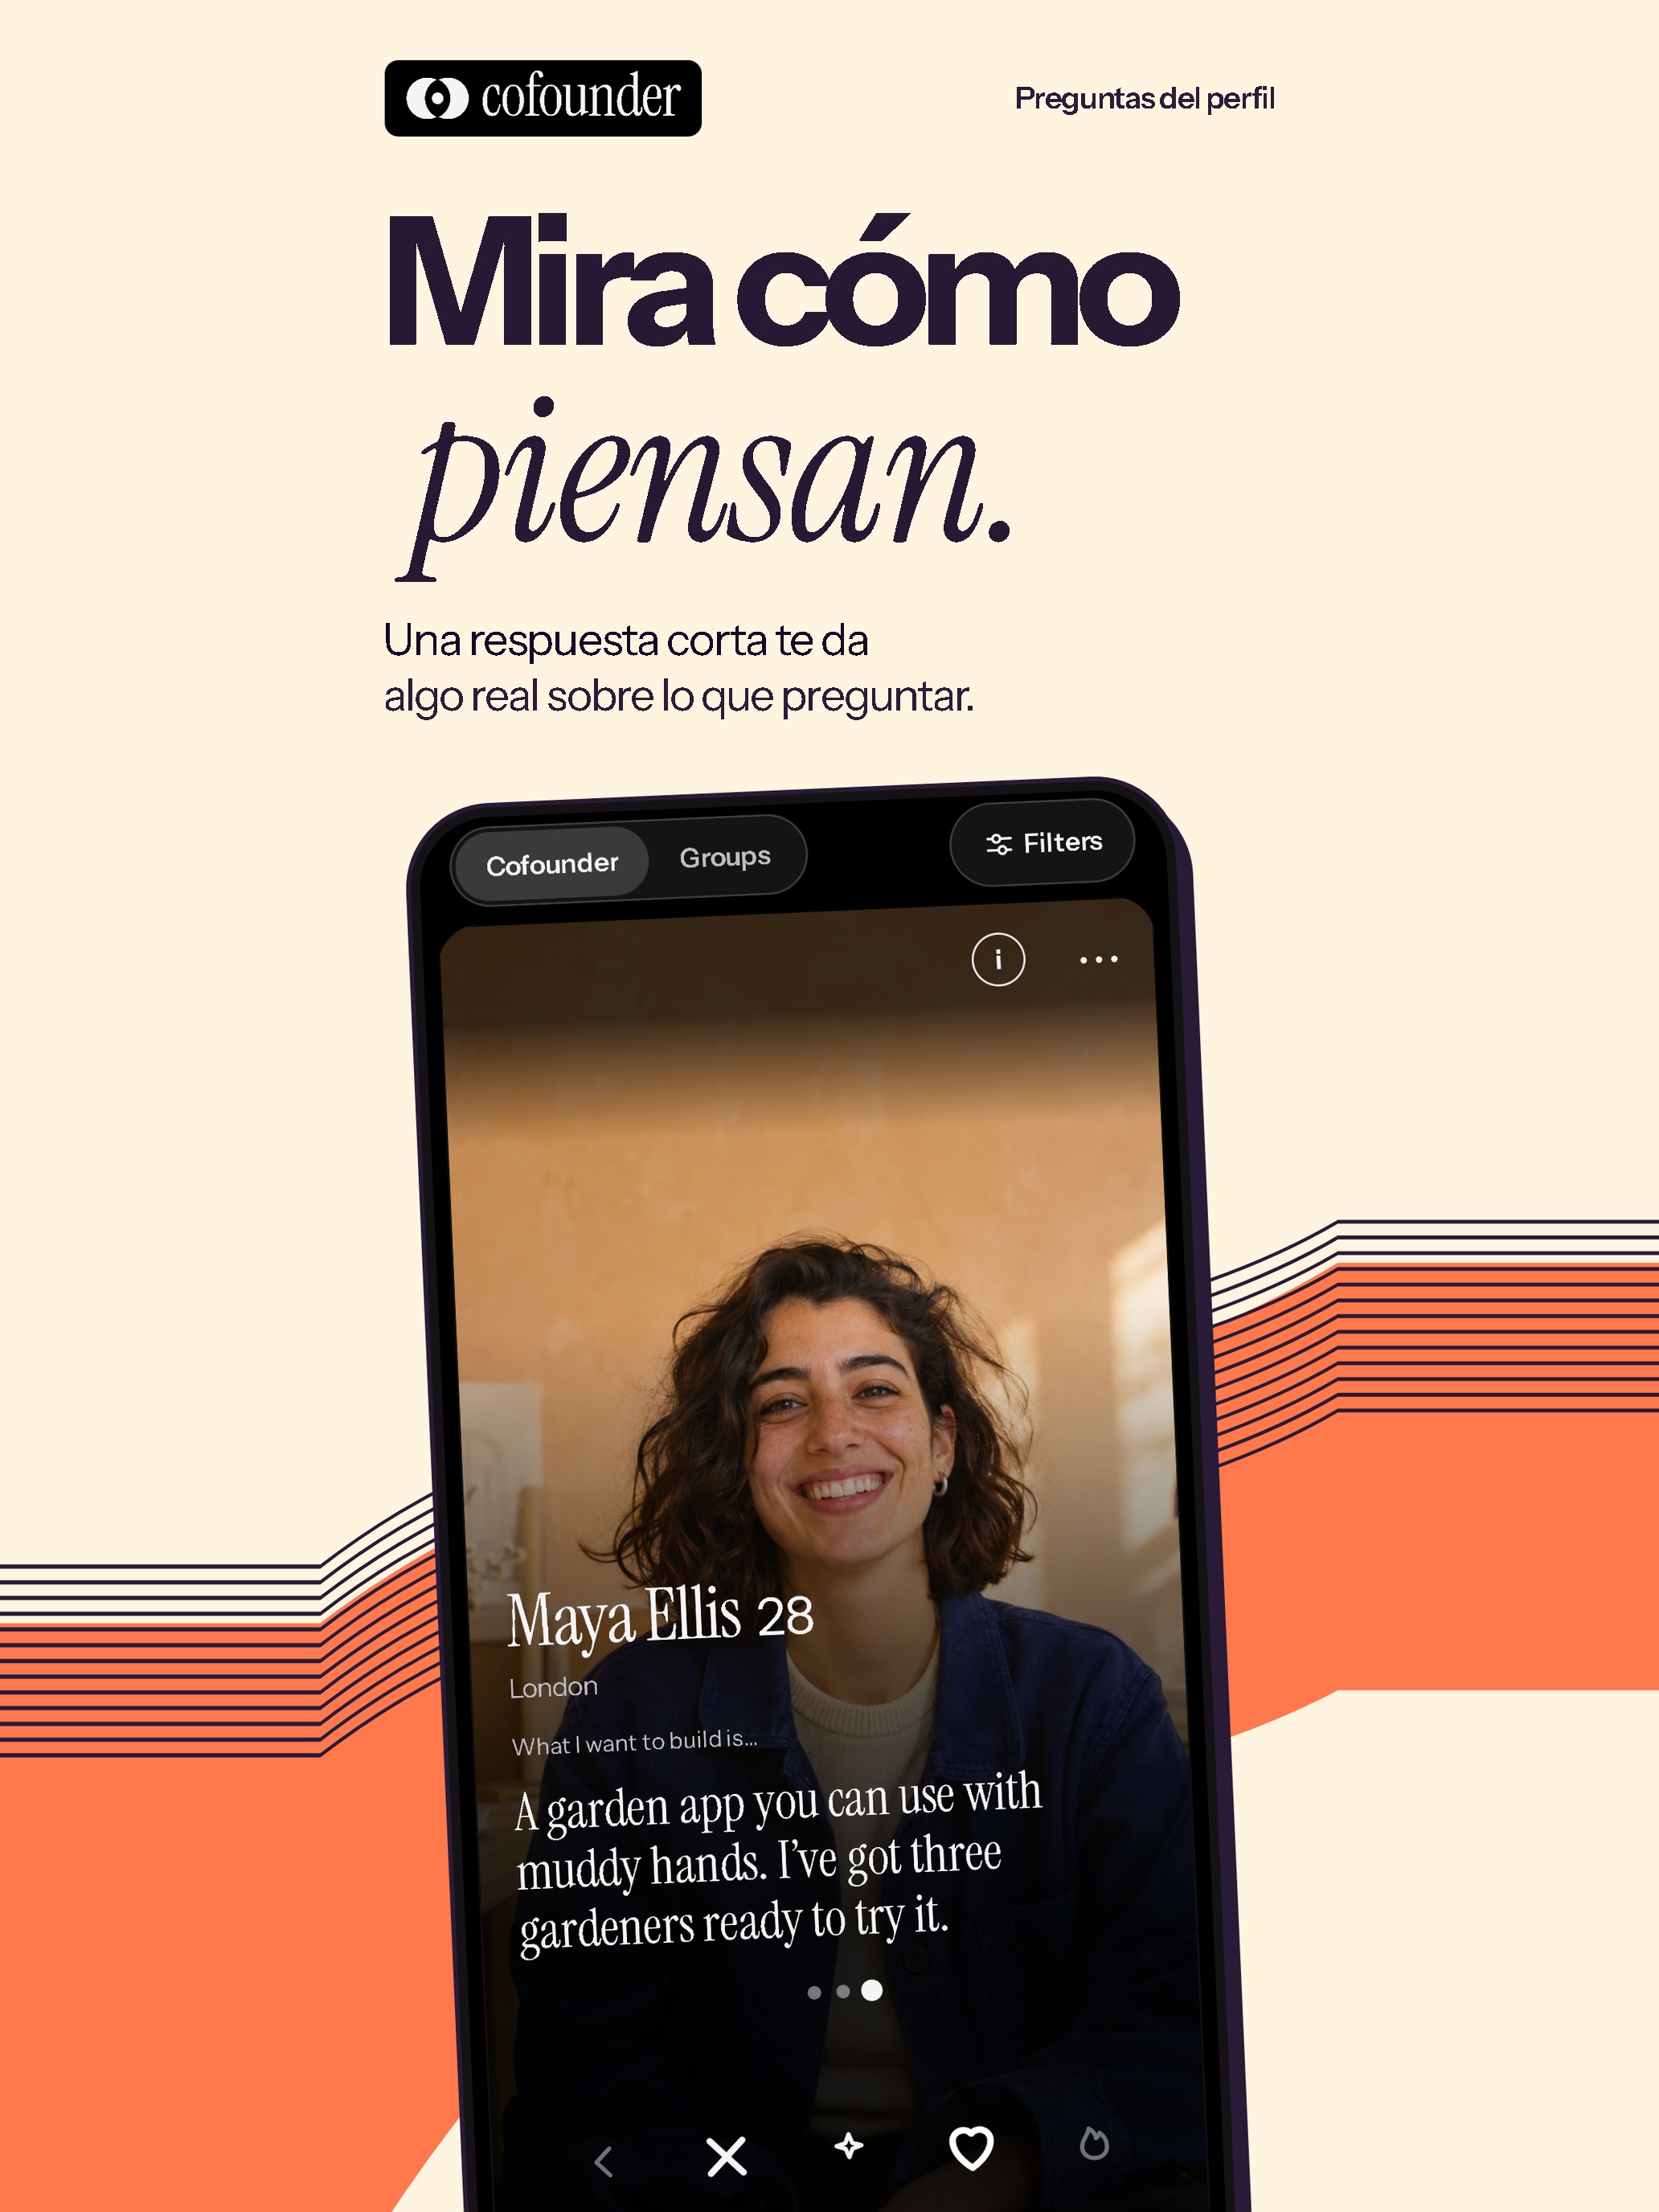 cofounder
Preguntas del perfil
Mira cómo
piensan.
Una respuesta corta te da
algo real sobre lo que preguntar.
Cofounder
Groups
Filters
i
Maya Ellis 28
London
What I want to build is...
A garden app you can use with
muddy hands. I've got three
gardeners ready to try it.